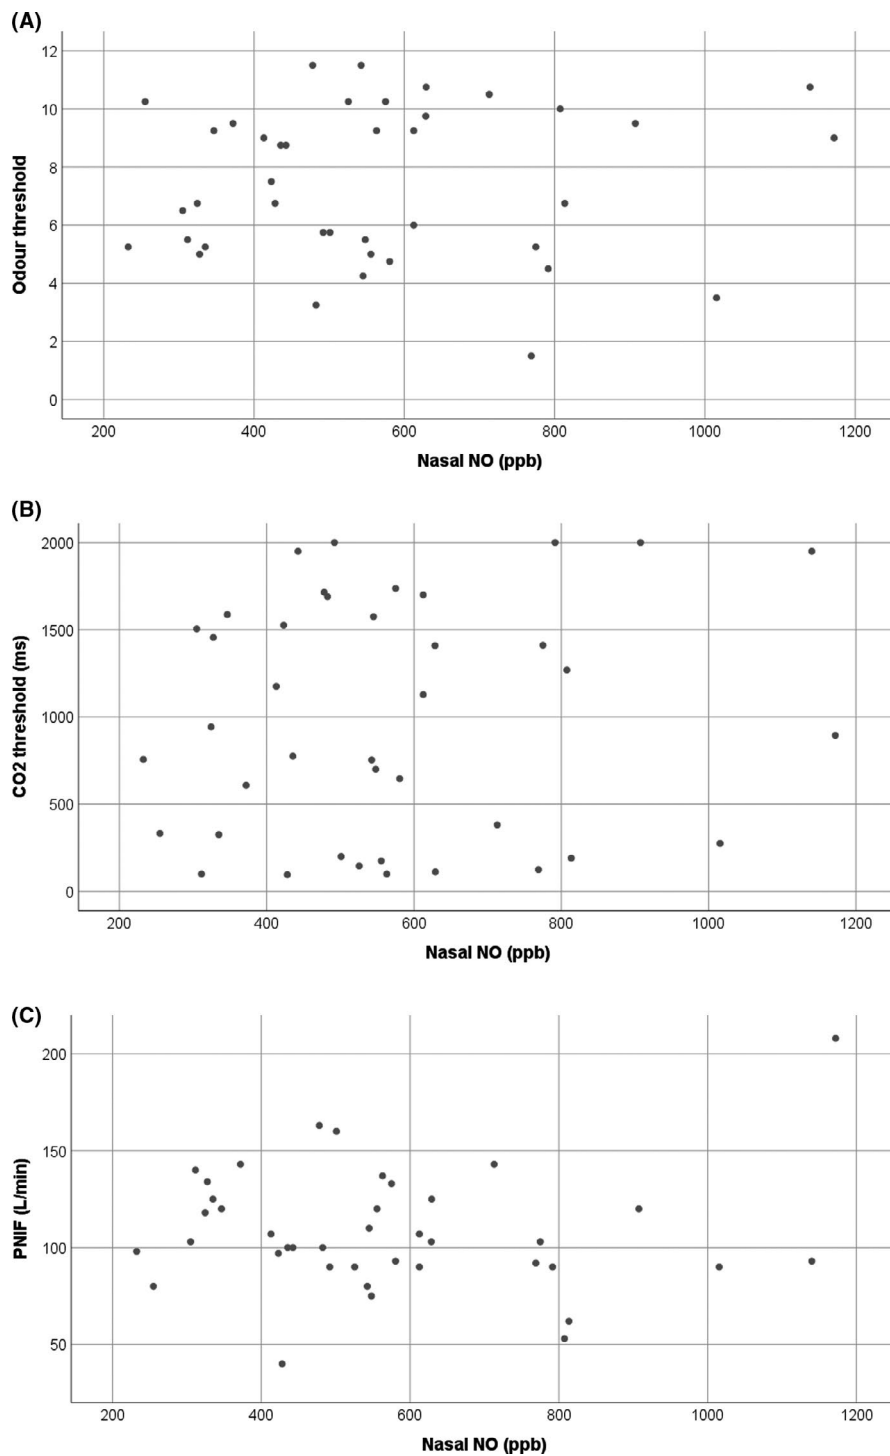 (A)
12
10
8
6
4
2
0
Odour threshold
200 400 600 800 1000 1200
Nasal NO (ppb)
(B)
2000
1500
1000
500
0
CO2 threshold (ms)
200 400 600 800 1000 1200
Nasal NO (ppb)
(C)
200
150
100
50
PNIF (L/min)
200 400 600 800 1000 1200
Nasal NO (ppb)